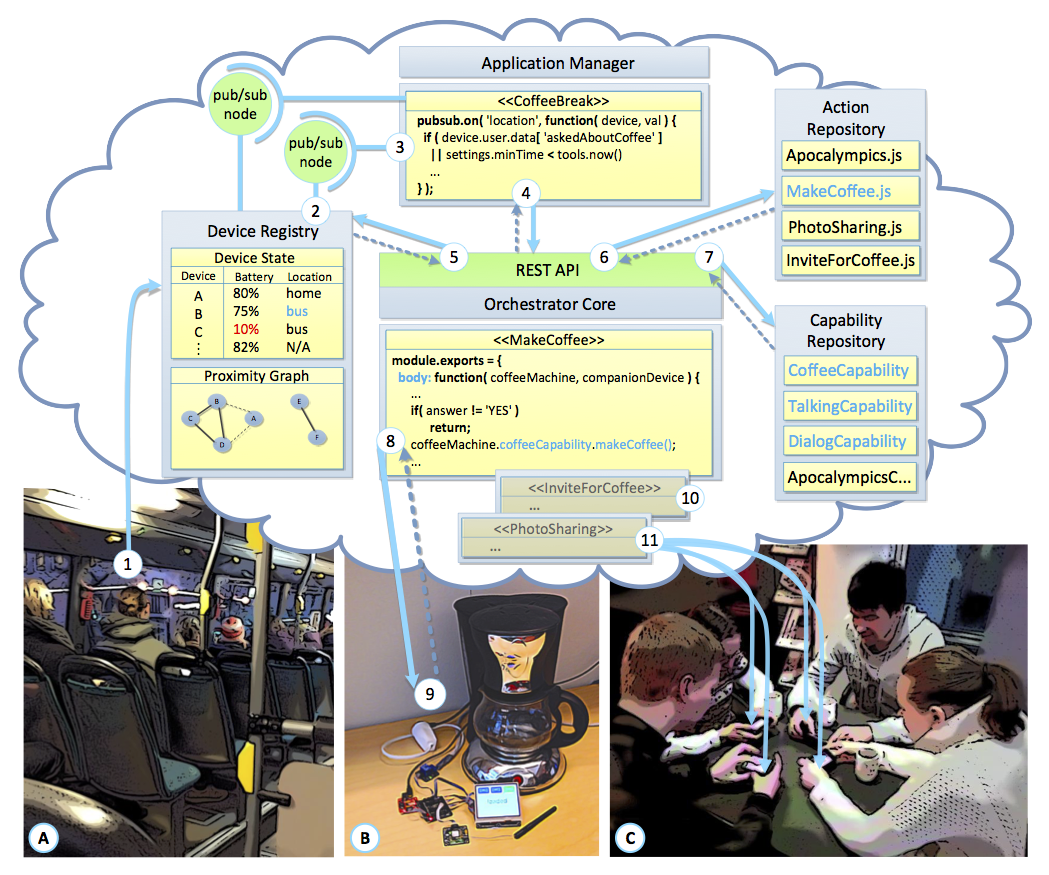 Application Manager
<<CoffeeBreak>>
pubsub.on( 'location', function( device, val ) {
if ( device.user.data[ 'askedAboutCoffee' ]
|| settings.minTime < tools.now()
...
} );
pub/sub
node
pub/sub
node
3
4
2
Action
Repository
Apocalympics.js
MakeCoffee.js
PhotoSharing.js
InviteForCoffee.js
Device Registry
Device State
Device Battery Location
A 80% home
B 75% bus
C 10% bus
⋮ 82% N/A
Proximity Graph
B
C
A
D
E
F
5
6
7
REST API
Orchestrator Core
<<MakeCoffee>>
module.exports = {
body: function( coffeeMachine, companionDevice ) {
...
if( answer != 'YES' )
return;
coffeeMachine.coffeeCapability.makeCoffee();
...
8
Capability
Repository
CoffeeCapability
TalkingCapability
DialogCapability
ApocalympicsC...
<<InviteForCoffee>>
...
10
<<PhotoSharing>>
...
11
1
9
A
B
C